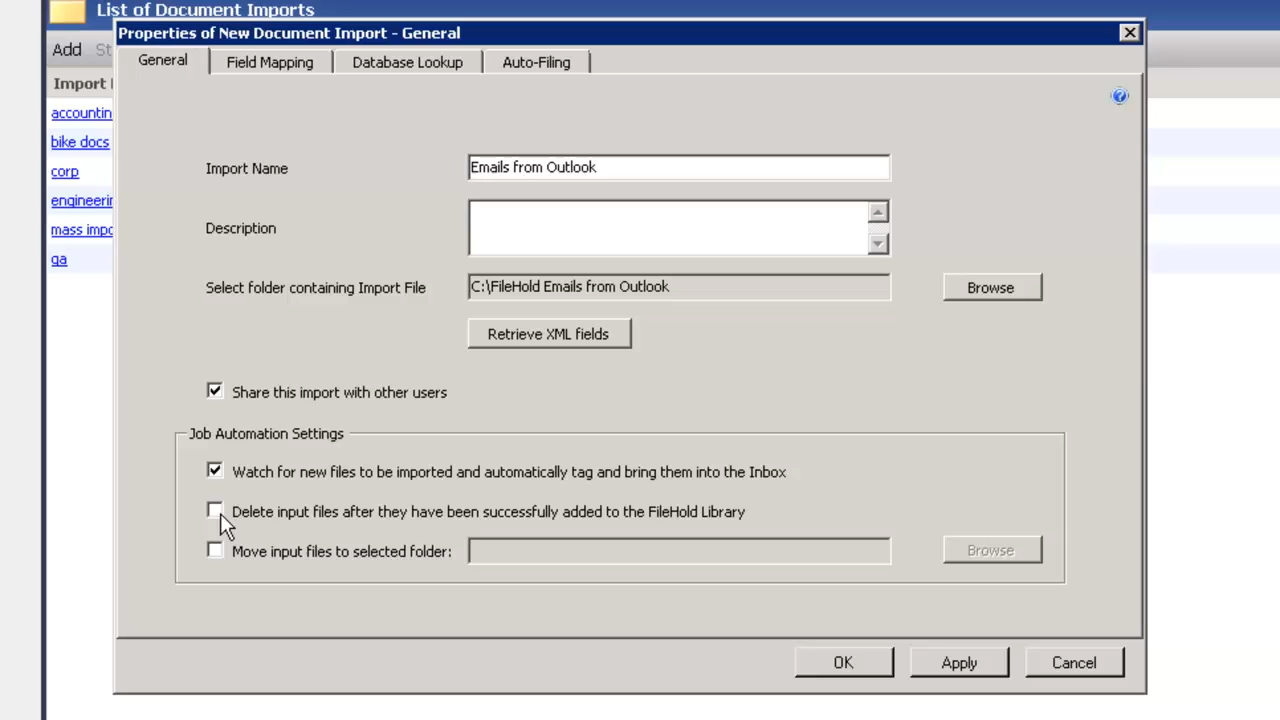 List of Document Imports
Properties of New Document Import - General
Add St
General Field Mapping Database Lookup Auto-Filing
Import
accountin
bike docs
corp
engineerin
mass impo
qa
Import Name Emails from Outlook
Description
Select folder containing Import File C:\FileHold Emails from Outlook Browse
Retrieve XML fields
Share this import with other users
Job Automation Settings
Watch for new files to be imported and automatically tag and bring them into the Inbox
Delete input files after they have been successfully added to the FileHold Library
Move input files to selected folder: Browse
OK Apply Cancel